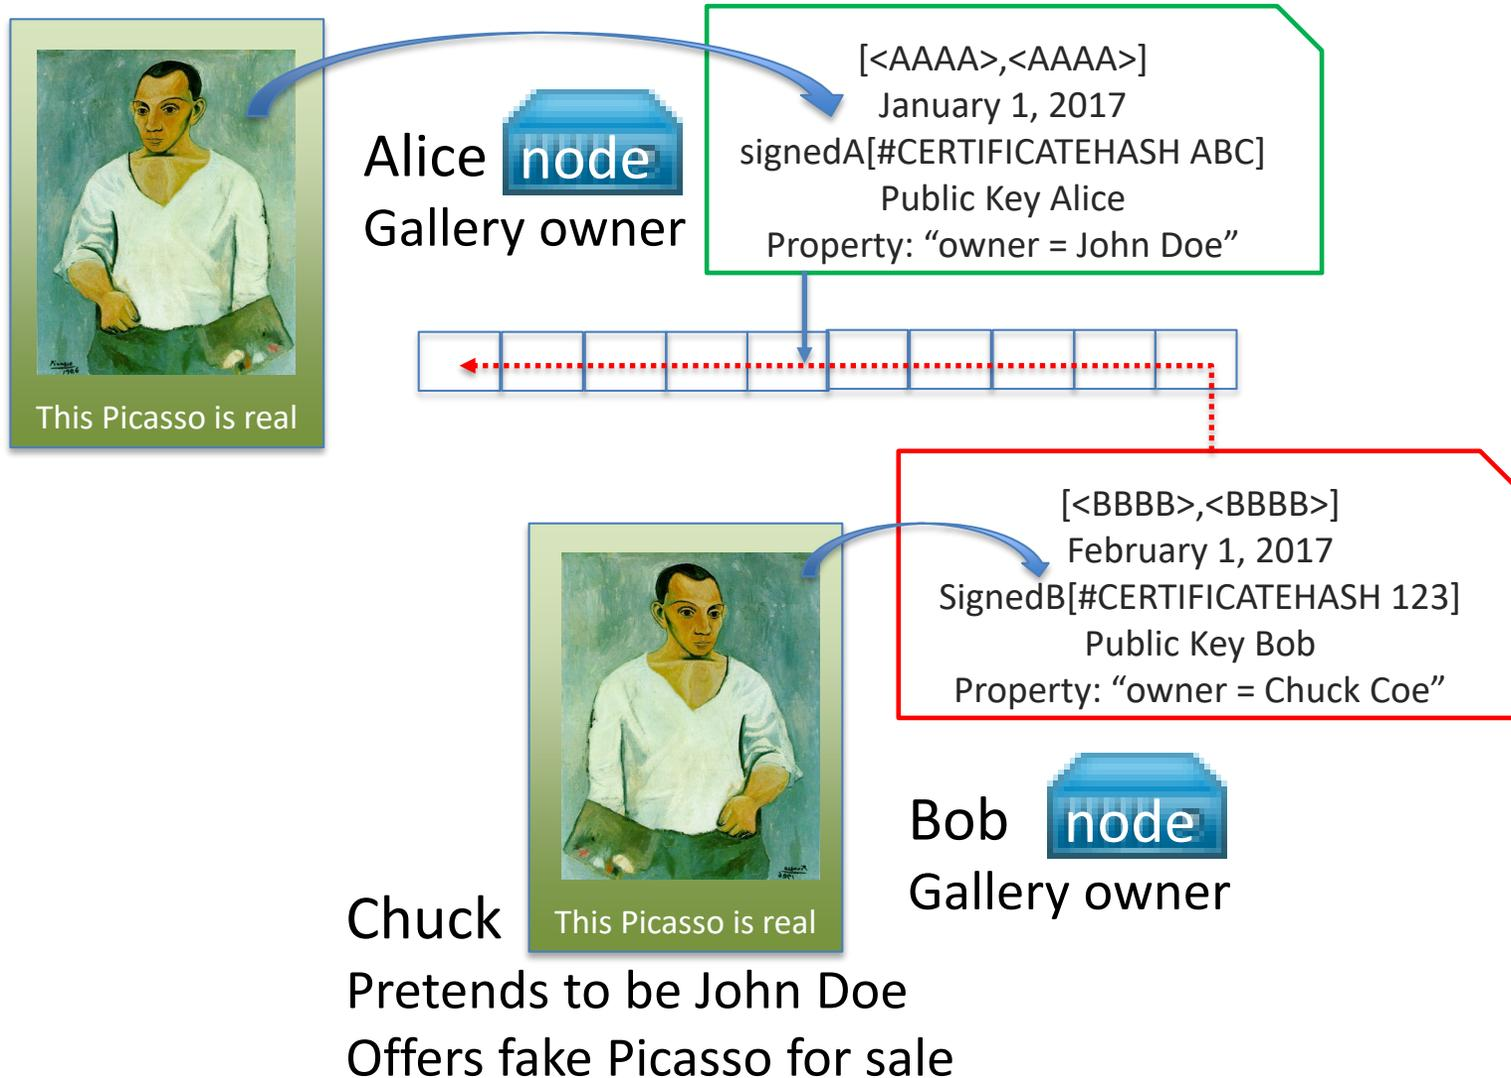 [<AAAA>,<AAAA>]
January 1, 2017
signedA[#CERTIFICATEHASH ABC]
Public Key Alice
Property: “owner = John Doe”
Alice
node
Gallery owner
This Picasso is real
[<BBBB>,<BBBB>]
February 1, 2017
SignedB[#CERTIFICATEHASH 123]
Public Key Bob
Property: “owner = Chuck Coe”
Bob
node
Gallery owner
This Picasso is real
Chuck
Pretends to be John Doe
Offers fake Picasso for sale